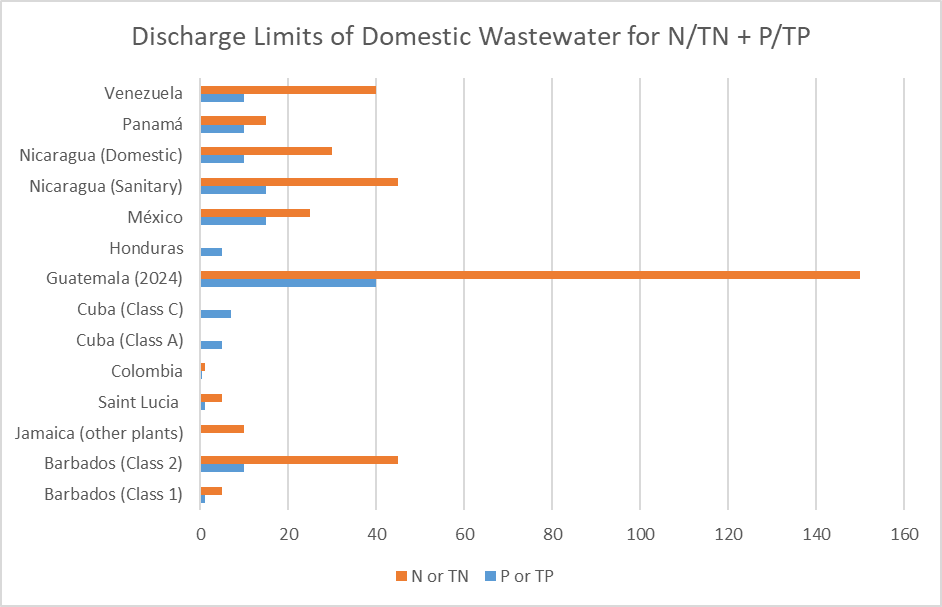 Discharge Limits of Domestic Wastewater for N/TN + P/TP
Venezuela
Panamá
Nicaragua (Domestic)
Nicaragua (Sanitary)
México
Honduras
Guatemala (2024)
Cuba (Class C)
Cuba (Class A)
Colombia
Saint Lucia
Jamaica (other plants)
Barbados (Class 2)
Barbados (Class 1)
0 20 40 60 80 100 120 140 160
N or TN P or TP